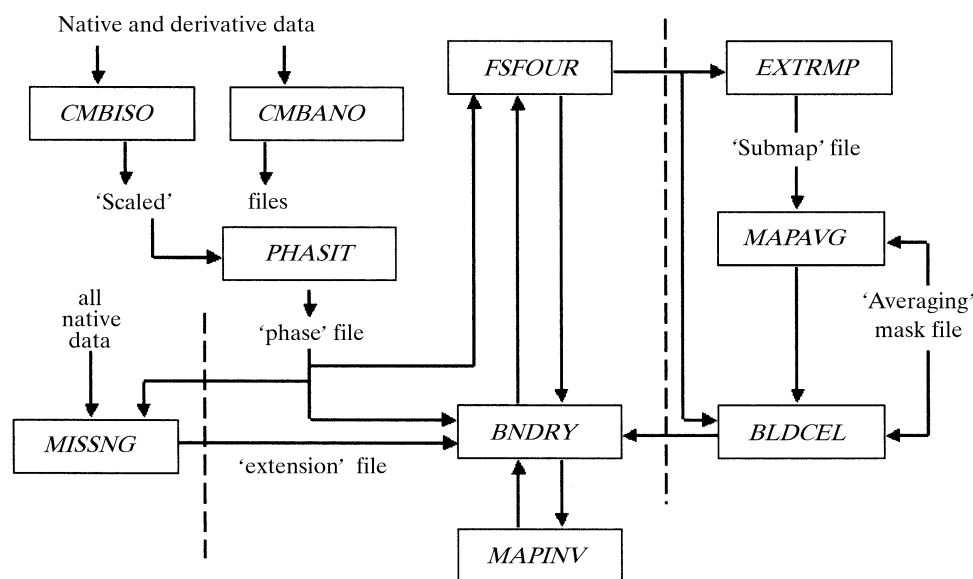 Native and derivative data
FSFOUR
EXTRMP
CMBISO
CMBANO
‘Submap’ file
‘Scaled’
files
MAPAVG
PHASIT
all
native
data
‘phase’ file
‘Averaging’
mask file
MISSNG
BNDRY
BLDCEL
‘extension’ file
MAPINV